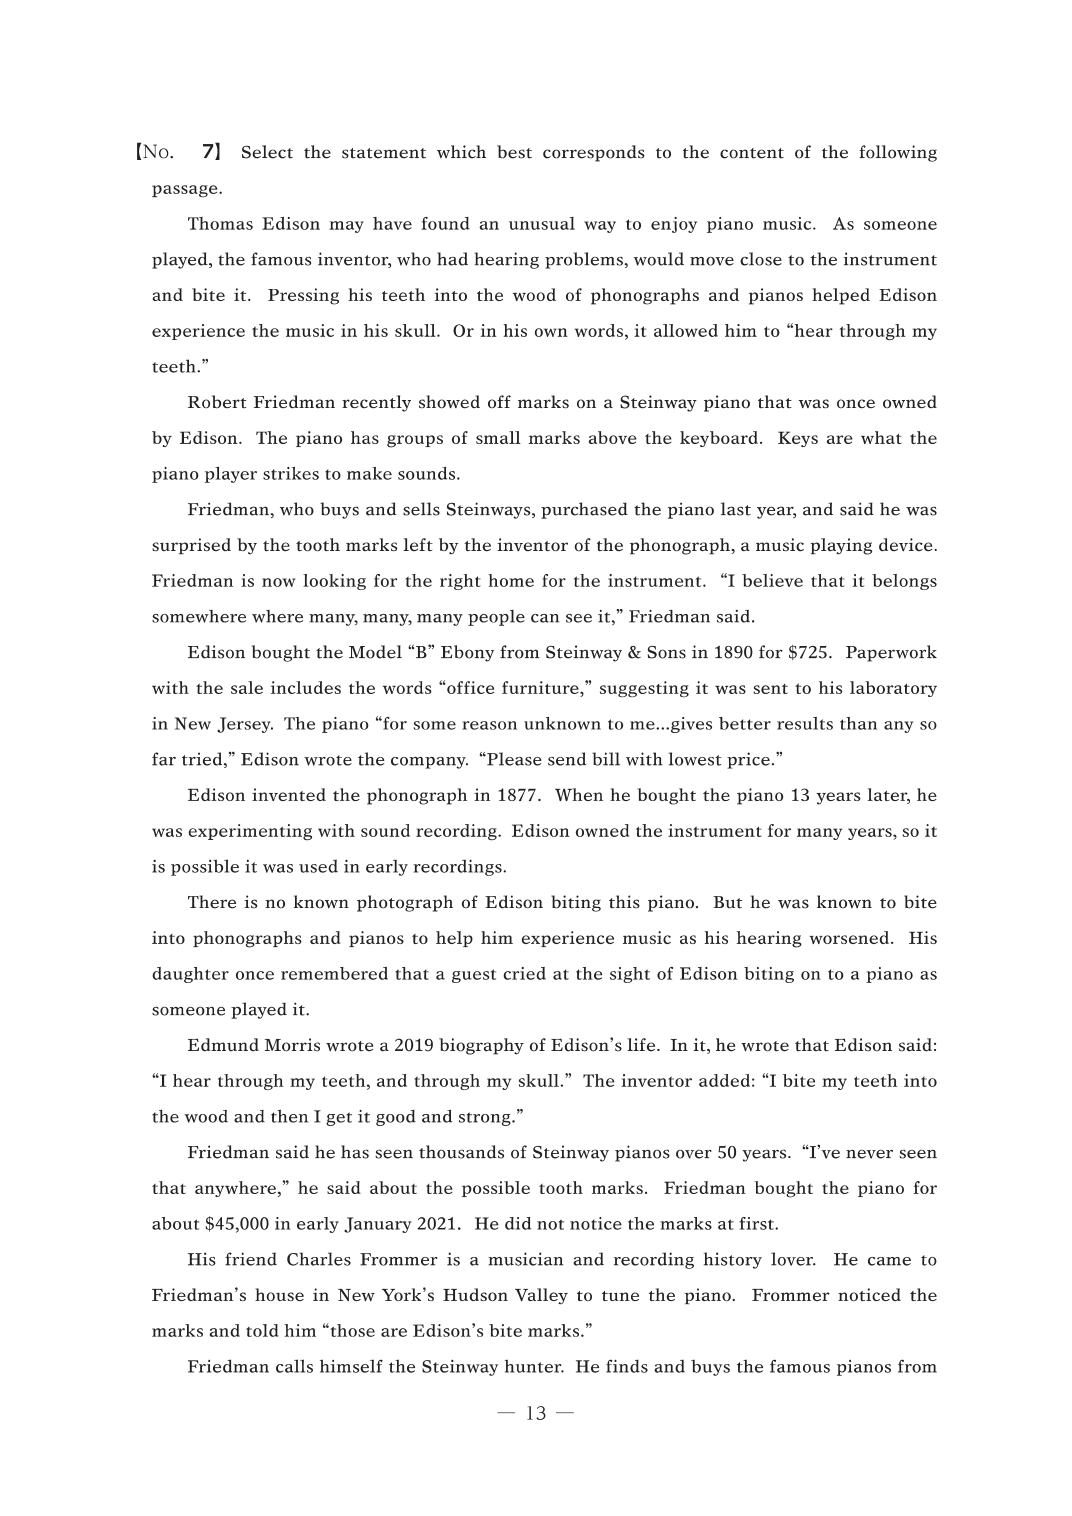 【No. 7】 Select the statement which best corresponds to the content of the following
passage.
Thomas Edison may have found an unusual way to enjoy piano music. As someone
played, the famous inventor, who had hearing problems, would move close to the instrument
and bite it. Pressing his teeth into the wood of phonographs and pianos helped Edison
experience the music in his skull. Or in his own words, it allowed him to “hear through my
teeth.”
Robert Friedman recently showed off marks on a Steinway piano that was once owned
by Edison. The piano has groups of small marks above the keyboard. Keys are what the
piano player strikes to make sounds.
Friedman, who buys and sells Steinways, purchased the piano last year, and said he was
surprised by the tooth marks left by the inventor of the phonograph, a music playing device.
Friedman is now looking for the right home for the instrument. “I believe that it belongs
somewhere where many, many, many people can see it,” Friedman said.
Edison bought the Model “B” Ebony from Steinway & Sons in 1890 for $725. Paperwork
with the sale includes the words “office furniture,” suggesting it was sent to his laboratory
in New Jersey. The piano “for some reason unknown to me...gives better results than any so
far tried,” Edison wrote the company. “Please send bill with lowest price.”
Edison invented the phonograph in 1877. When he bought the piano 13 years later, he
was experimenting with sound recording. Edison owned the instrument for many years, so it
is possible it was used in early recordings.
There is no known photograph of Edison biting this piano. But he was known to bite
into phonographs and pianos to help him experience music as his hearing worsened. His
daughter once remembered that a guest cried at the sight of Edison biting on to a piano as
someone played it.
Edmund Morris wrote a 2019 biography of Edison’s life. In it, he wrote that Edison said:
“I hear through my teeth, and through my skull.” The inventor added: “I bite my teeth into
the wood and then I get it good and strong.”
Friedman said he has seen thousands of Steinway pianos over 50 years. “I’ve never seen
that anywhere,” he said about the possible tooth marks. Friedman bought the piano for
about $45,000 in early January 2021. He did not notice the marks at first.
His friend Charles Frommer is a musician and recording history lover. He came to
Friedman’s house in New York’s Hudson Valley to tune the piano. Frommer noticed the
marks and told him “those are Edison’s bite marks.”
Friedman calls himself the Steinway hunter. He finds and buys the famous pianos from
— 13 —